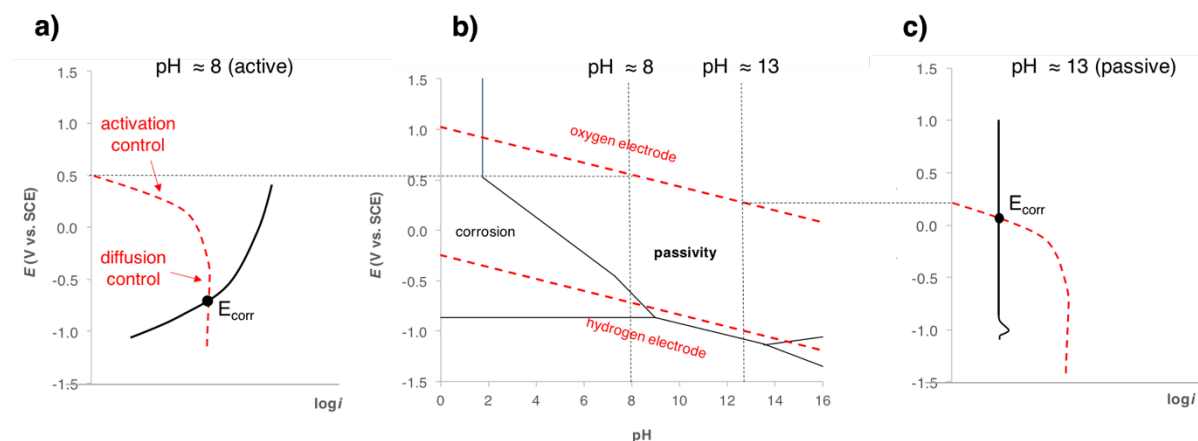 a)
pH ≈ 8 (active)
1.5
1.0
0.5
0.0
-0.5
-1.0
-1.5
E (V vs. SCE)
activation
control
diffusion
control
Ecorr
logi
b)
pH ≈ 8
pH ≈ 13
1.5
1.0
0.5
0.0
-0.5
-1.0
-1.5
E (V vs. SCE)
oxygen electrode
corrosion
passivity
hydrogen electrode
0 2 4 6 8 10 12 14 16
pH
c)
pH ≈ 13 (passive)
1.5
1.0
0.5
0.0
-0.5
-1.0
-1.5
E (V vs. SCE)
Ecorr
logi